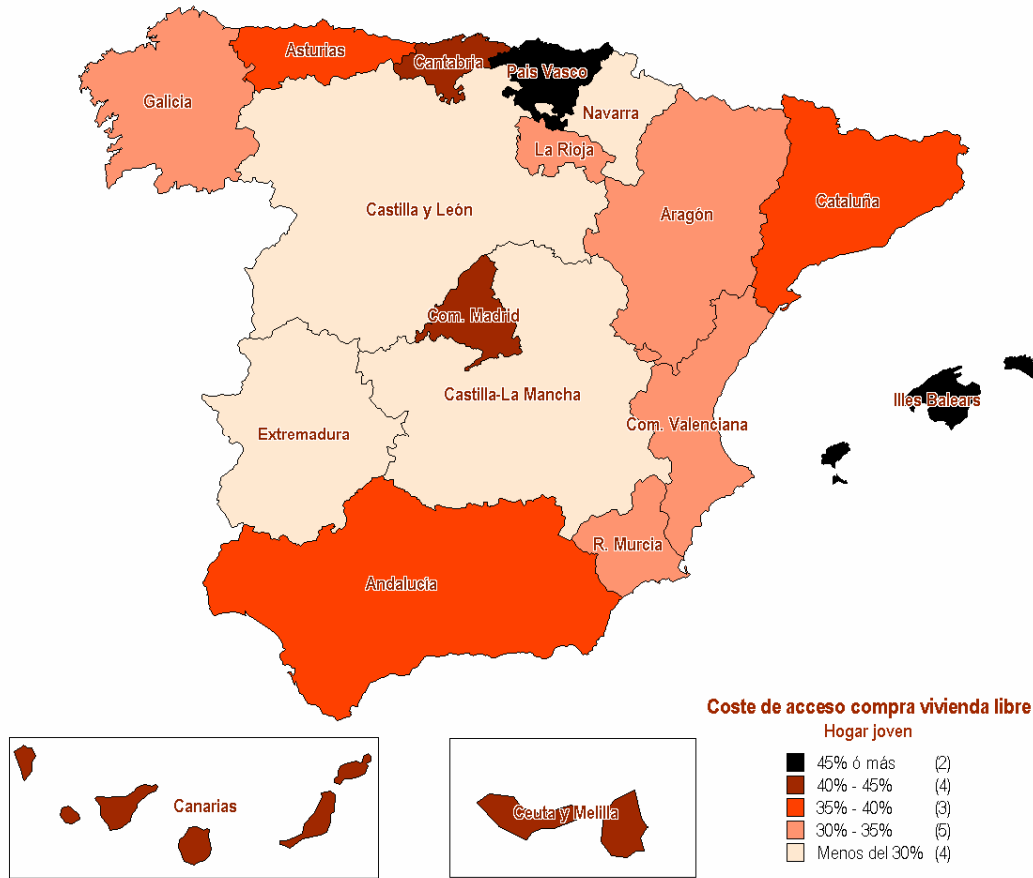 Asturias
Cantabria
Pais Vasco
Galicia
Navarra
La Rioja
Castilla y León
Aragón
Cataluña
Com. Madrid
Castilla-La Mancha
Illes Balears
Extremadura
Com. Valenciana
R. Murcia
Andalucía
Canarias
Ceuta y Melilla
Coste de acceso compra vivienda libre
Hogar joven
45% ó más (2)
40% - 45% (4)
35% - 40% (3)
30% - 35% (5)
Menos del 30% (4)